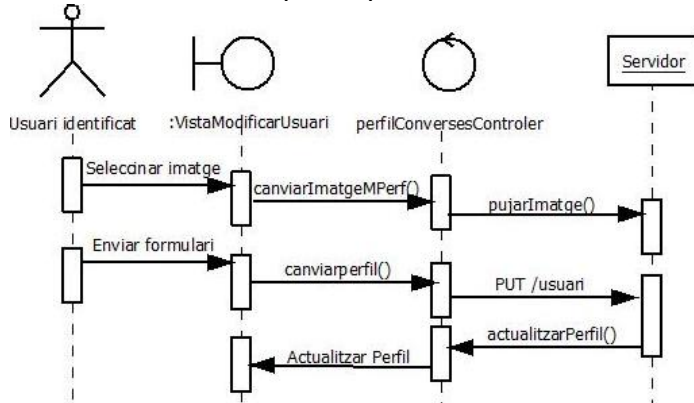 Servidor
Usuari identificat
:VistaModificarUsuari
perfilConversesControler
Seleccinar imatge
canviarImatgeMPerf()
pujarImatge()
Enviar formulari
canviarperfil()
PUT /usuari
actualitzarPerfil()
Actualitzar Perfil